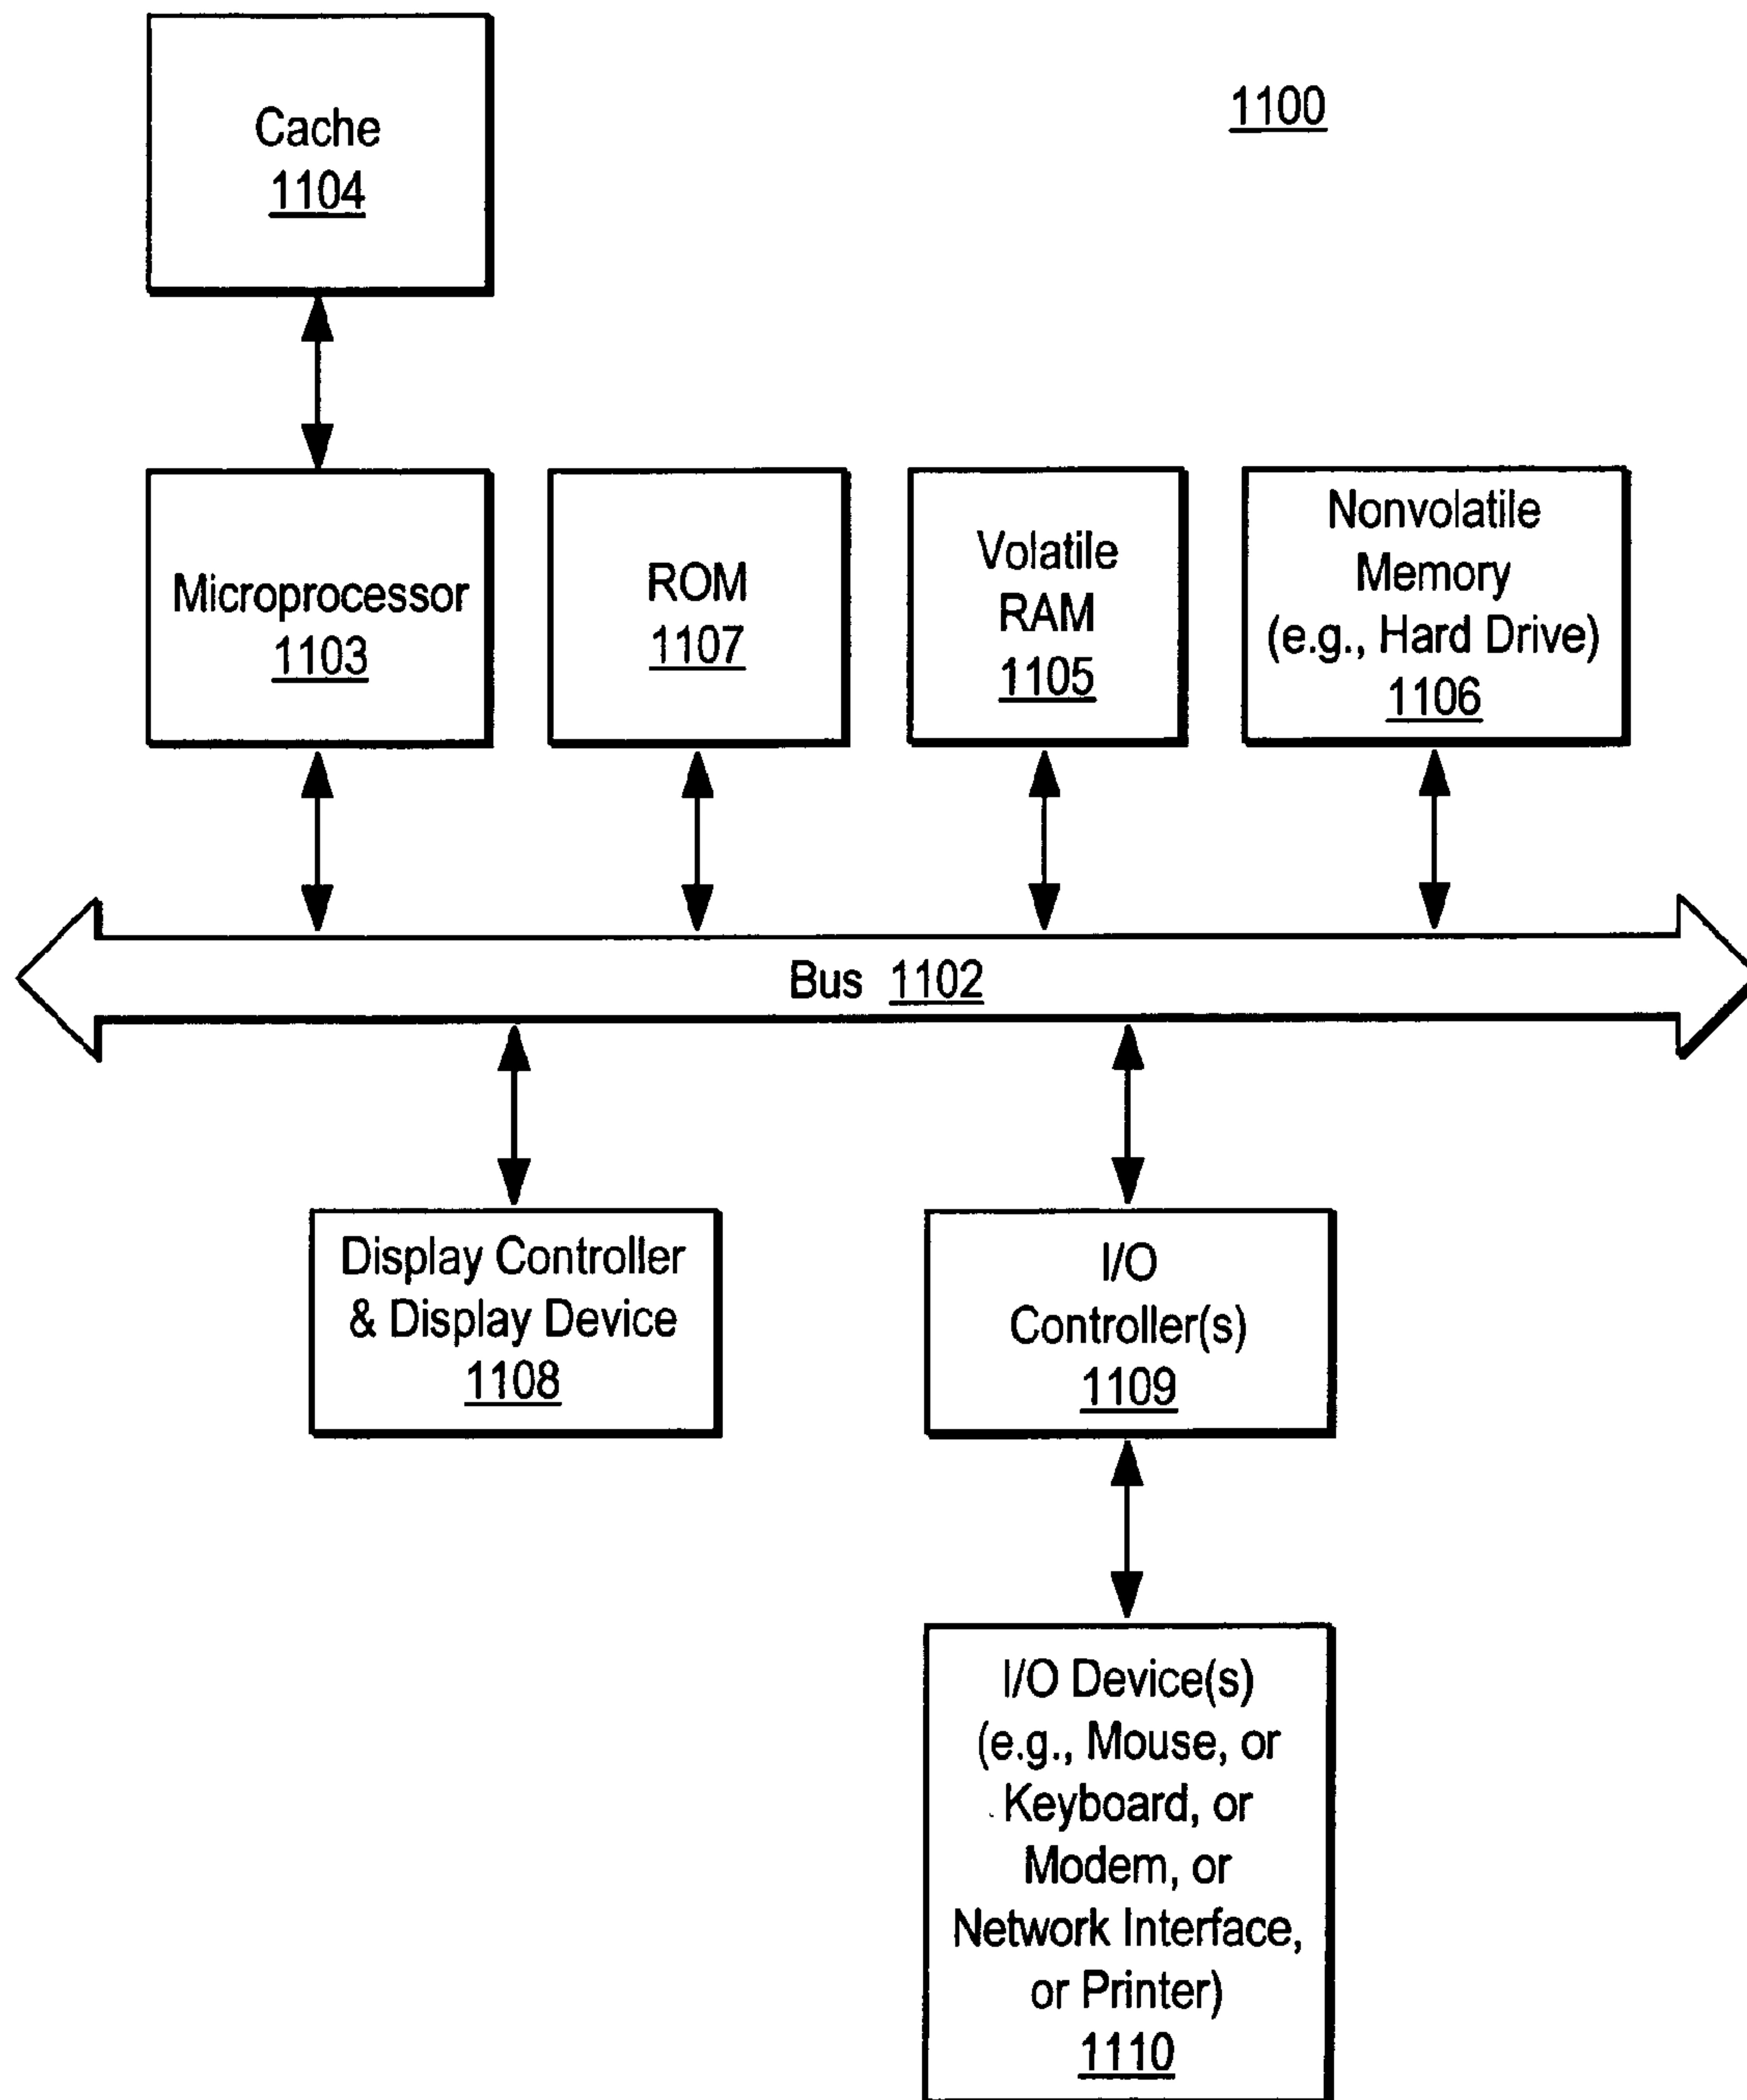 Cache
1104
1100
Microprocessor
1103
ROM
1107
Volatile
RAM
1105
Nonvolatile
Memory
(e.g., Hard Drive)
1106
Bus 1102
Display Controller
& Display Device
1108
I/O
Controller(s)
1109
I/O Device(s)
(e.g., Mouse, or
Keyboard, or
Modem, or
Network Interface,
or Printer)
1110